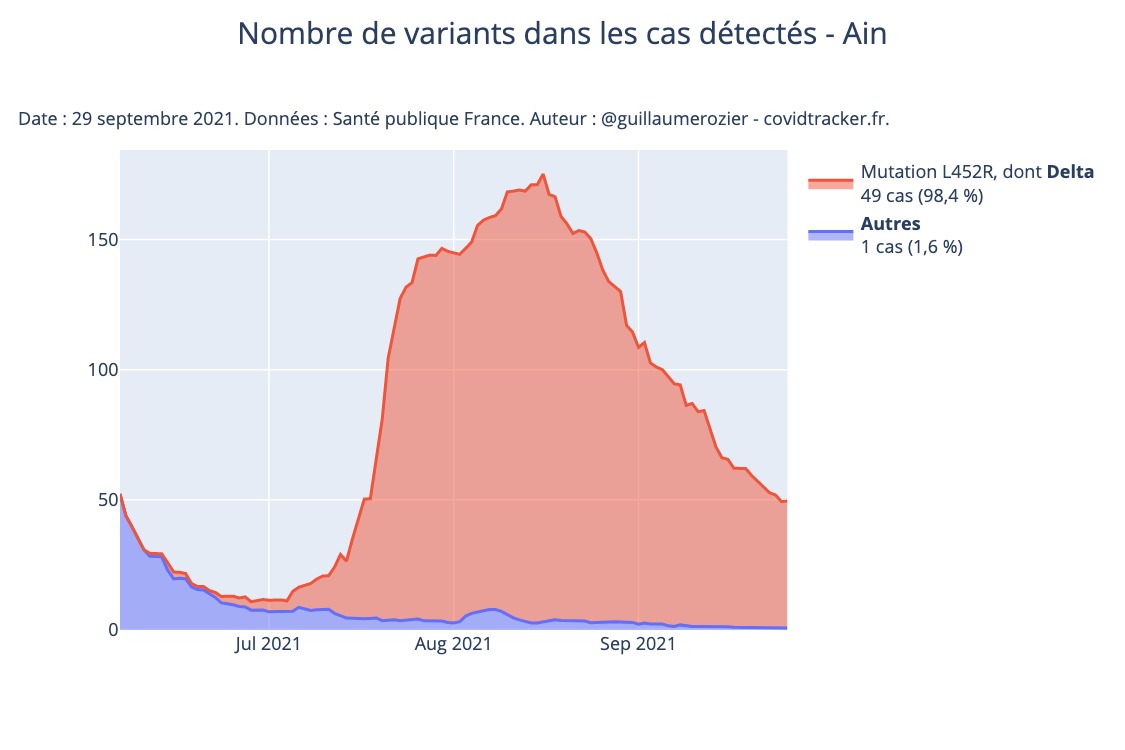 Nombre de variants dans les cas détectés - Ain
Date : 29 septembre 2021. Données : Santé publique France. Auteur : @guillaumerozier - covidtracker.fr.
Mutation L452R, dont Delta
49 cas (98,4 %)
Autres
1 cas (1,6 %)
150
100
50
0
Jul 2021
Aug 2021
Sep 2021